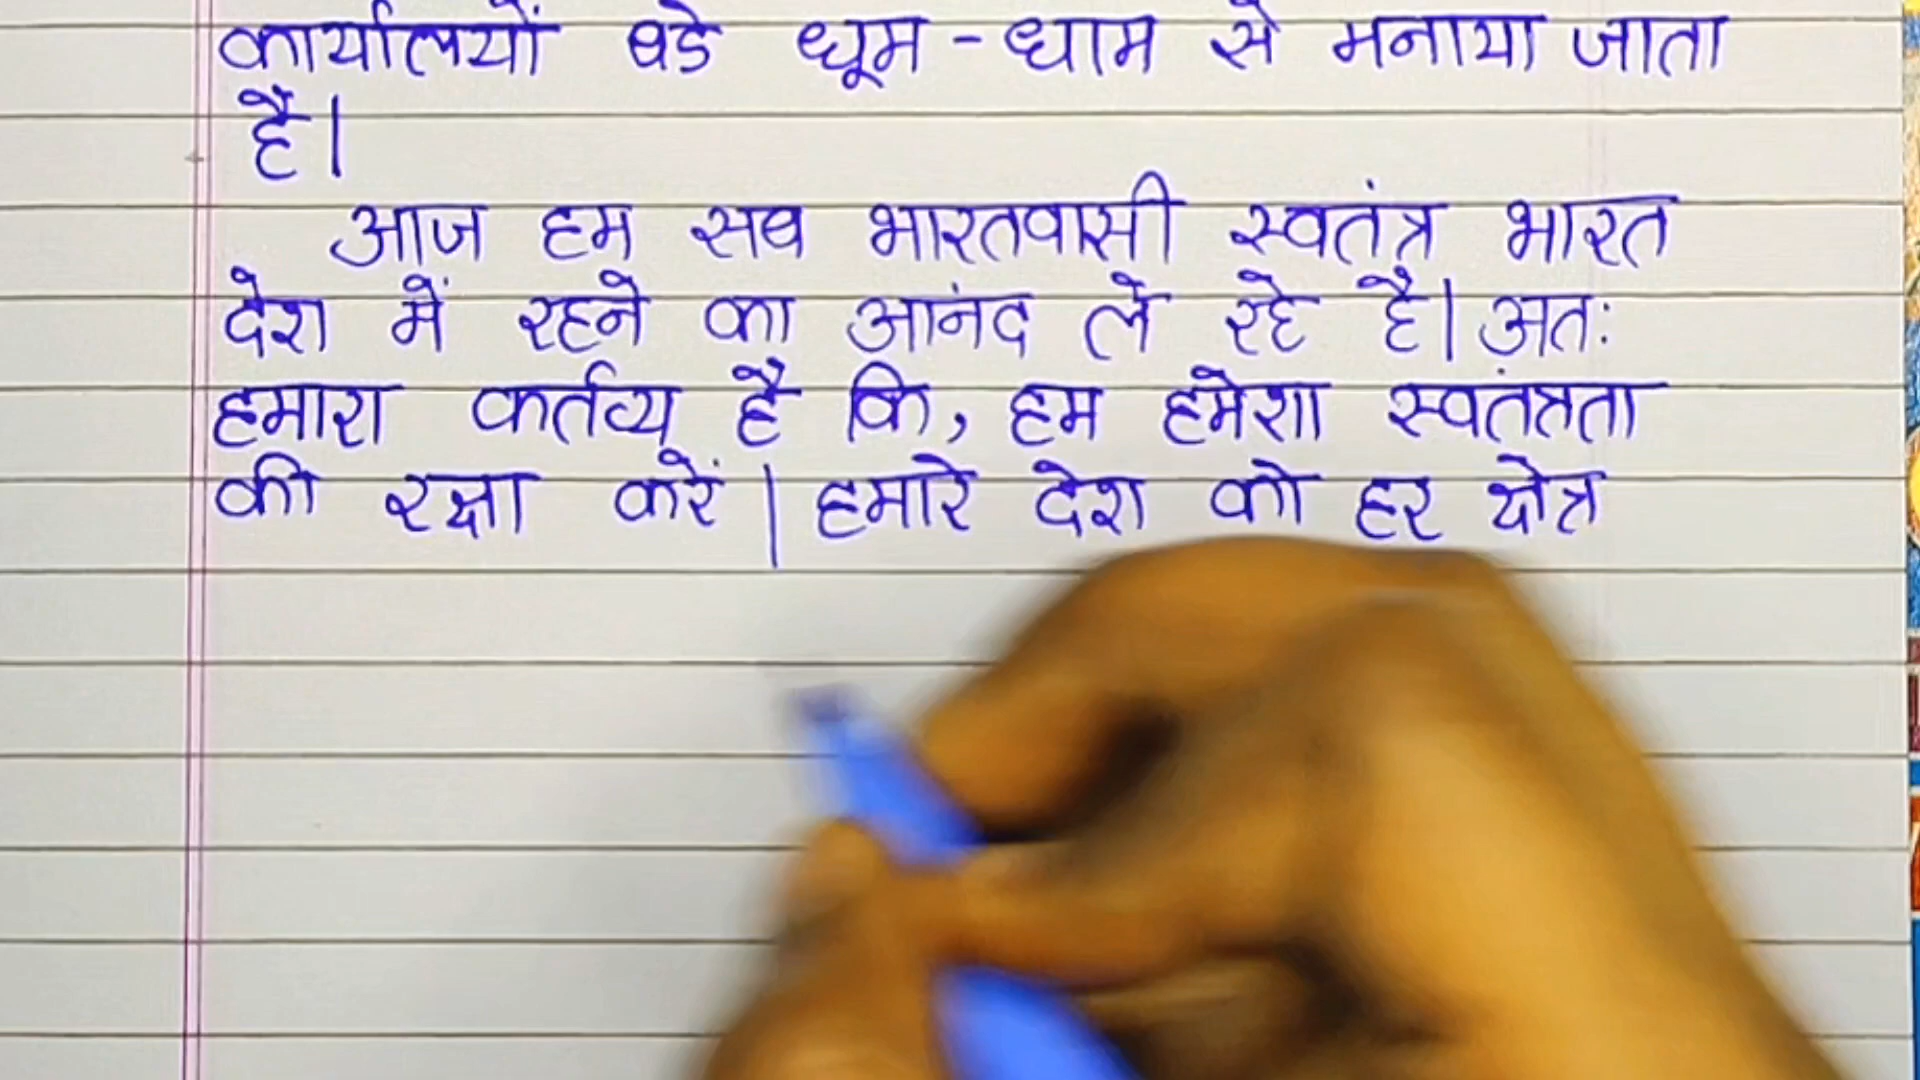 कार्यालयों बडे धूम-धाम से मनाया जाता
है।
आज हम सब भारतवासी स्वतंत्र भारत
देश में रहने का आनंद ले रहे है। अतः
हमारा कर्तव्य है कि, हम हमेशा स्वतंत्रता
की रक्षा करें। हमारे देश को हर क्षेत्र